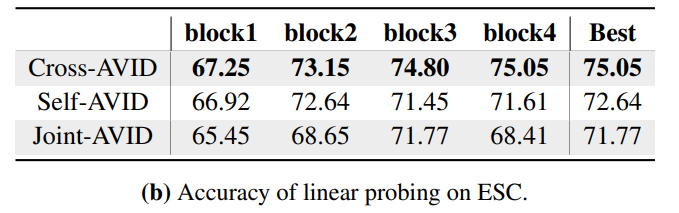 block1 block2 block3 block4 Best
Cross-AVID 67.25 73.15 74.80 75.05 75.05
Self-AVID 66.92 72.64 71.45 71.61 72.64
Joint-AVID 65.45 68.65 71.77 68.41 71.77
(b) Accuracy of linear probing on ESC.